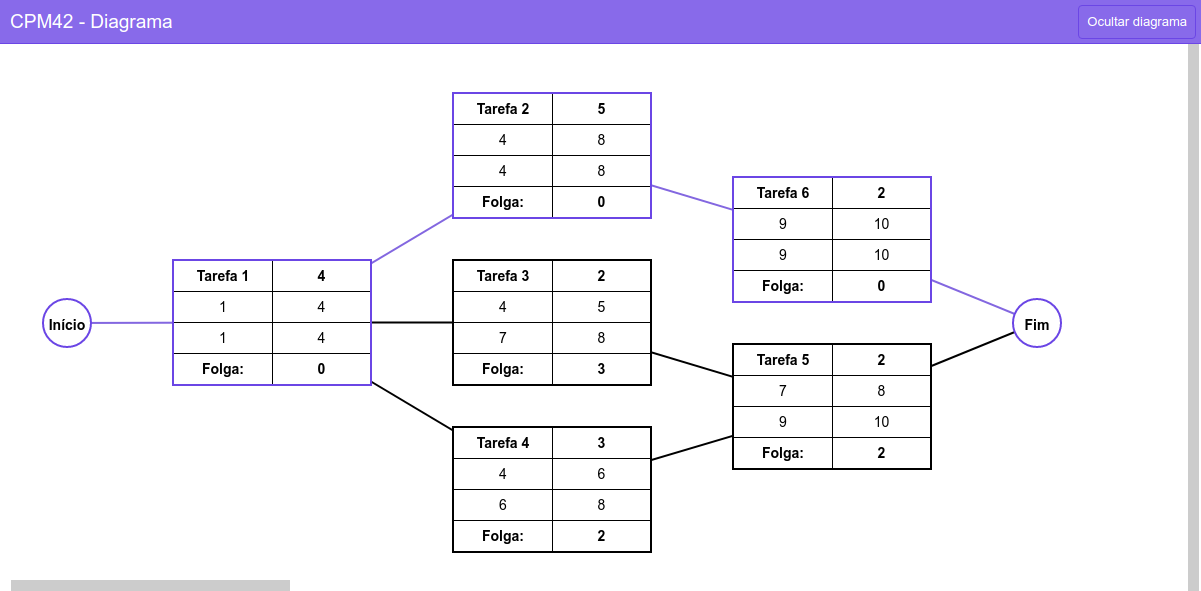 CPM42 - Diagrama
Ocultar diagrama
Início
Tarefa 1 4
1 4
1 4
Folga: 0
Tarefa 2 5
4 8
4 8
Folga: 0
Tarefa 3 2
4 5
7 8
Folga: 3
Tarefa 4 3
4 6
6 8
Folga: 2
Tarefa 6 2
9 10
9 10
Folga: 0
Tarefa 5 2
7 8
9 10
Folga: 2
Fim